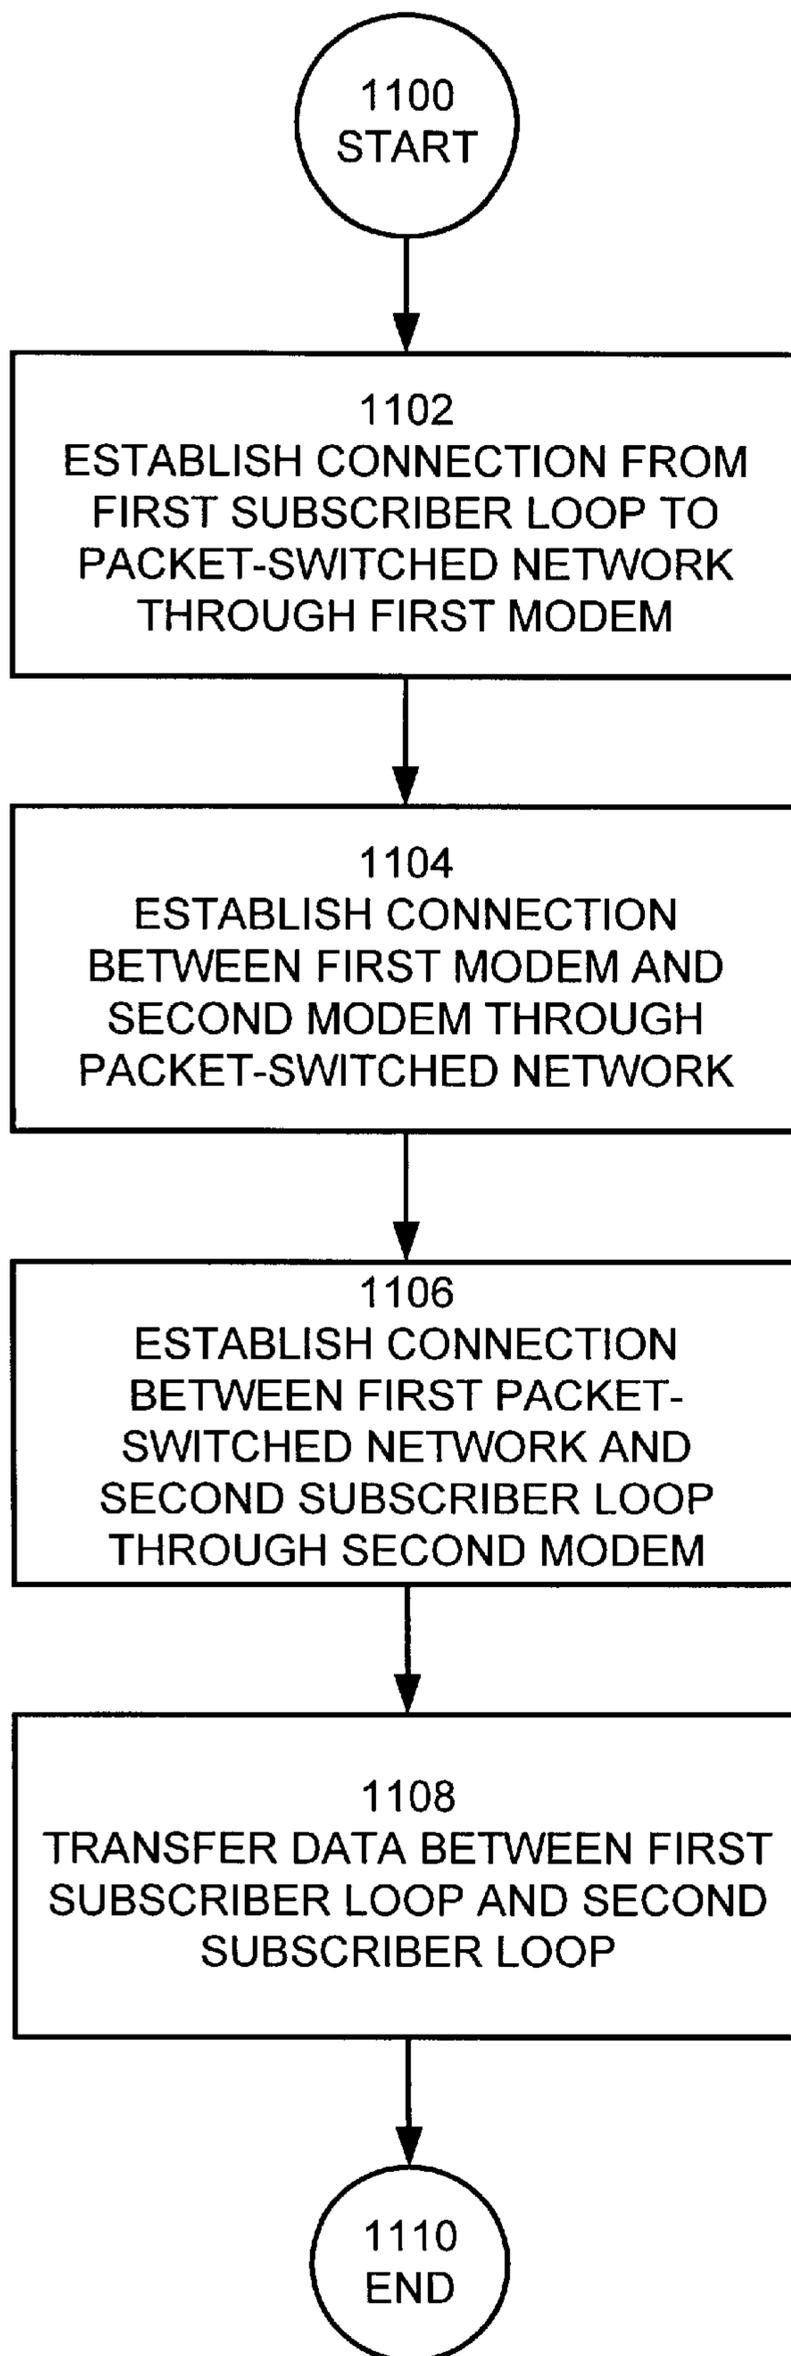 1100
START
1102
ESTABLISH CONNECTION FROM
FIRST SUBSCRIBER LOOP TO
PACKET-SWITCHED NETWORK
THROUGH FIRST MODEM
1104
ESTABLISH CONNECTION
BETWEEN FIRST MODEM AND
SECOND MODEM THROUGH
PACKET-SWITCHED NETWORK
1106
ESTABLISH CONNECTION
BETWEEN FIRST PACKET-
SWITCHED NETWORK AND
SECOND SUBSCRIBER LOOP
THROUGH SECOND MODEM
1108
TRANSFER DATA BETWEEN FIRST
SUBSCRIBER LOOP AND SECOND
SUBSCRIBER LOOP
1110
END